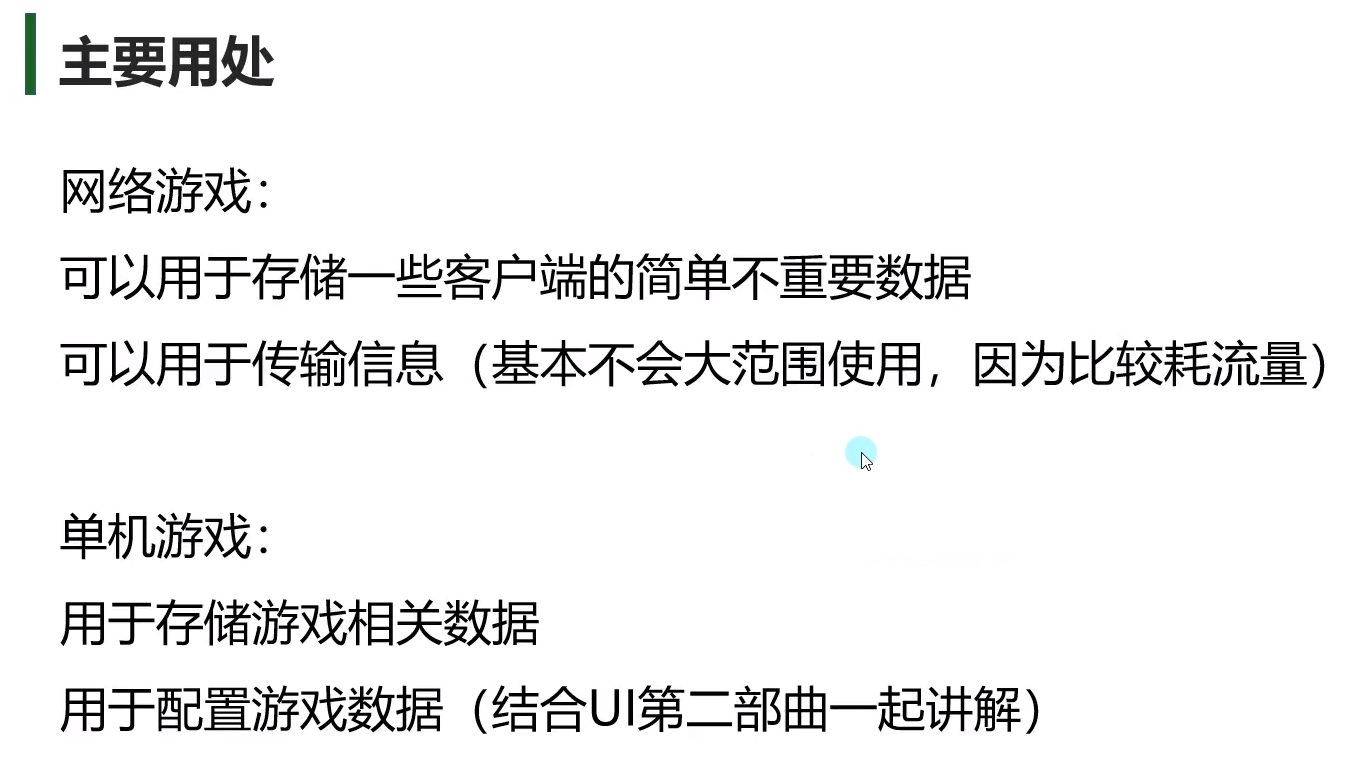 主要用处
网络游戏：
可以用于存储一些客户端的简单不重要数据
可以用于传输信息（基本不会大范围使用，因为比较耗流量）
单机游戏：
用于存储游戏相关数据
用于配置游戏数据（结合UI第二部曲一起讲解）